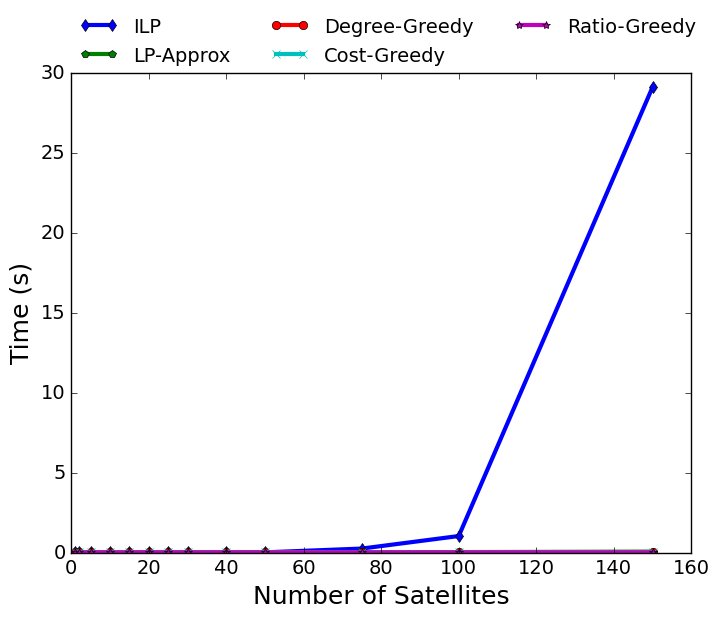 ILP
Degree-Greedy
Ratio-Greedy
LP-Approx
Cost-Greedy
30
25
20
15
10
5
0
Time (s)
0 20 40 60 80 100 120 140 160
Number of Satellites